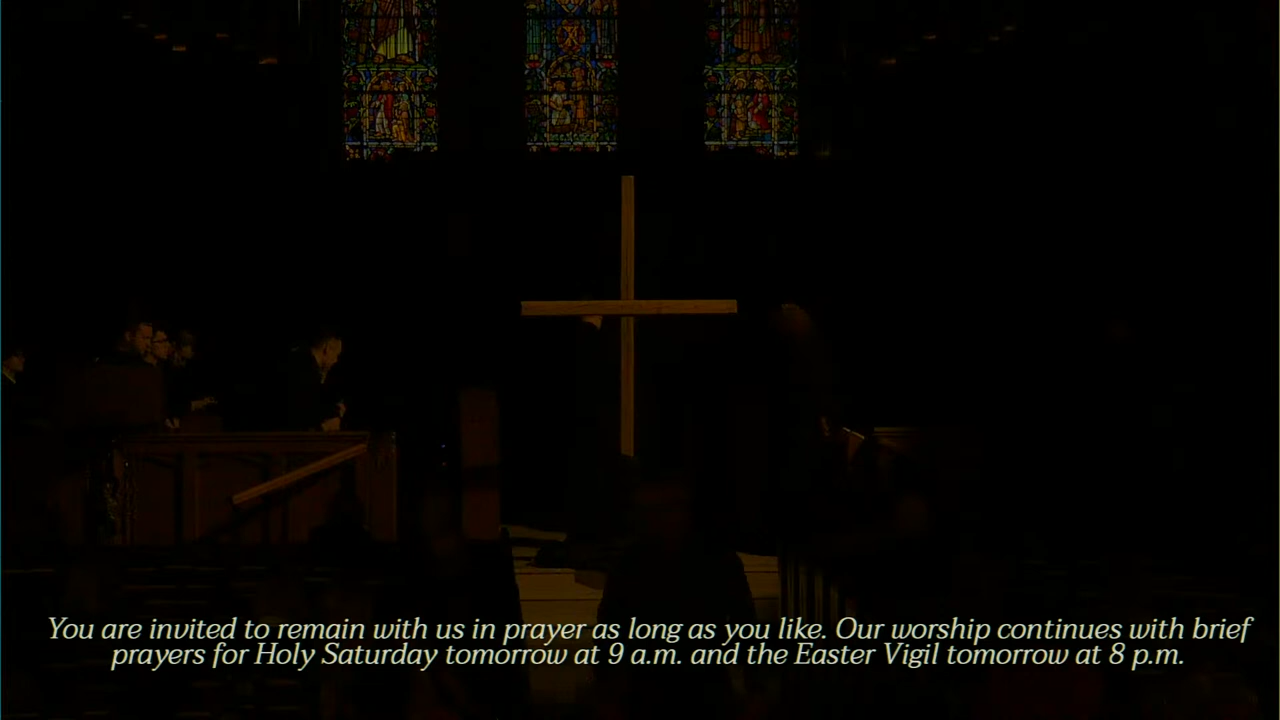 You are invited to remain with us in prayer as long as you like. Our worship continues with brief
prayers for Holy Saturday tomorrow at 9 a.m. and the Easter Vigil tomorrow at 8 p.m.